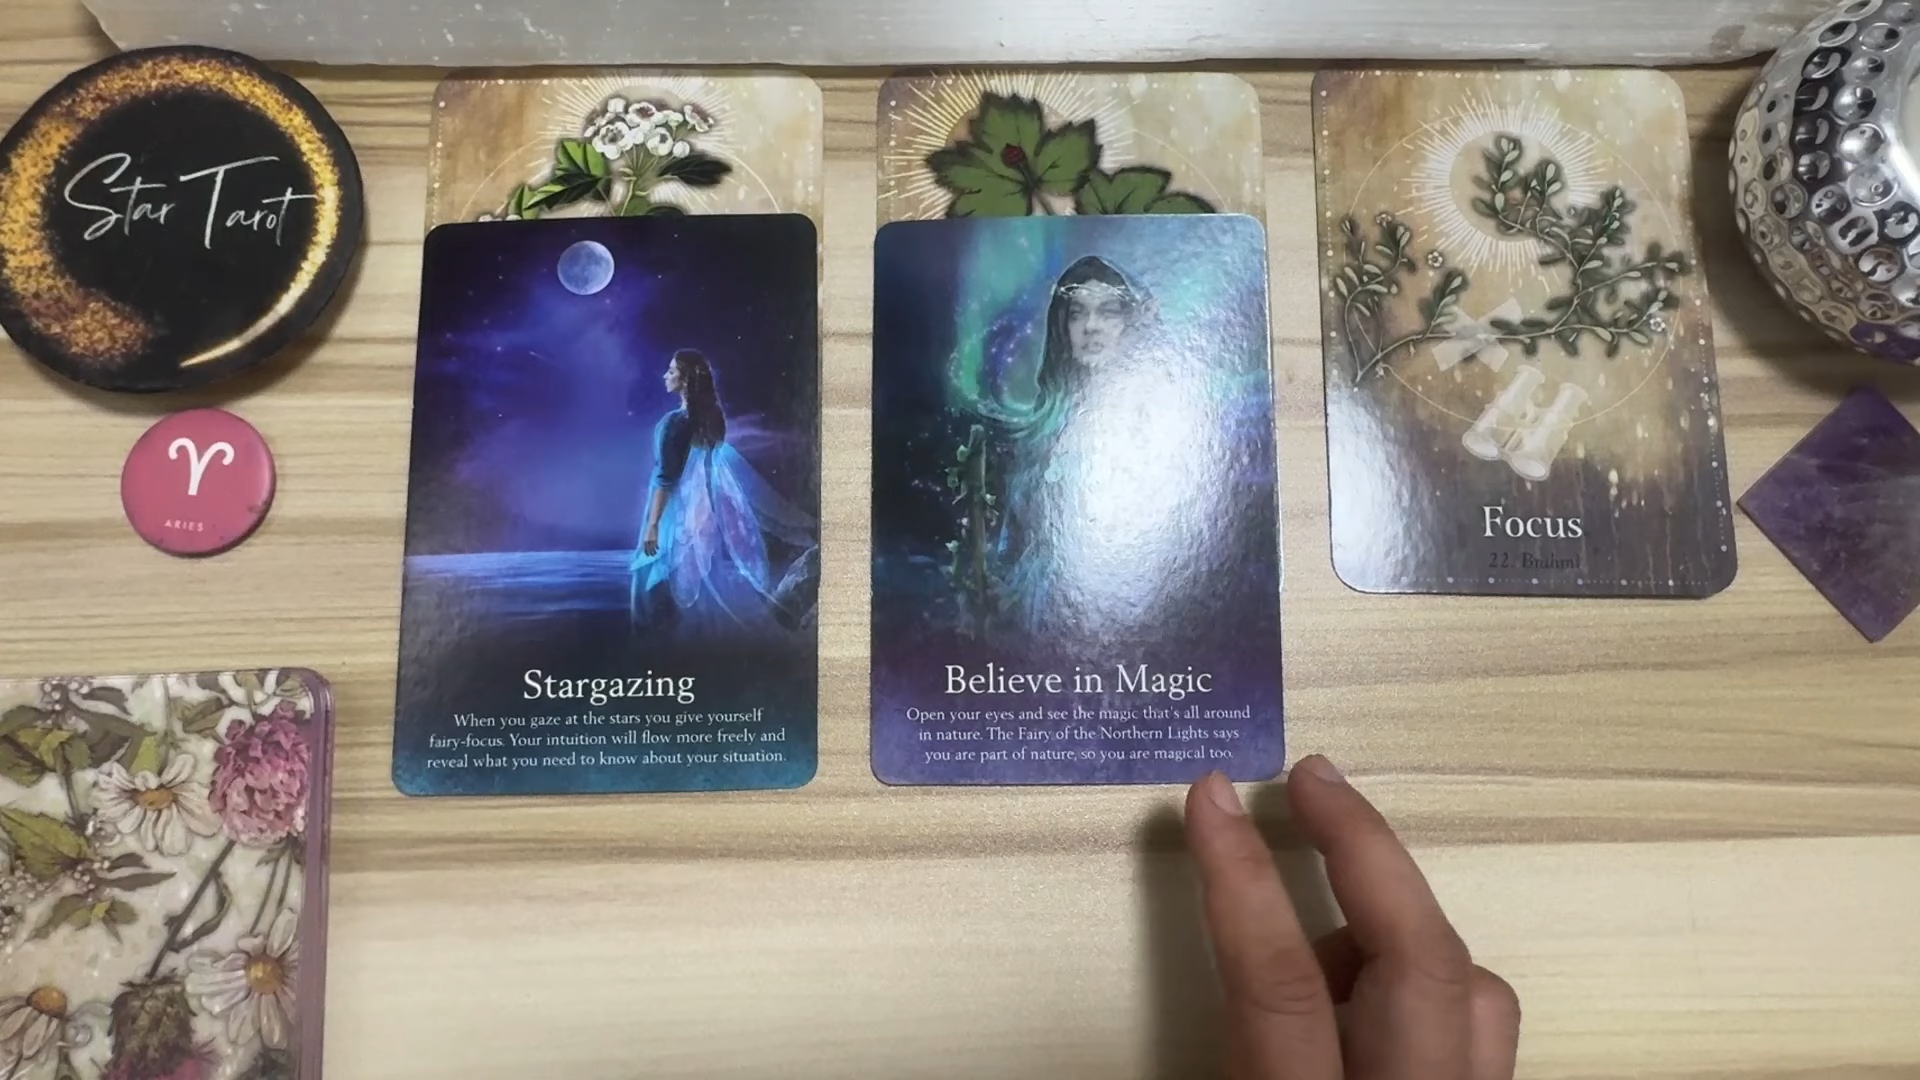 Star Tarot
ARIES
Stargazing
When you gaze at the stars you give yourself
fairy-focus. Your intuition will flow more freely and
reveal what you need to know about your situation.
Believe in Magic
Open your eyes and see the magic that's all around
in nature. The Fairy of the Northern Lights says
you are part of nature, so you are magical too.
Focus
22. Brahmi